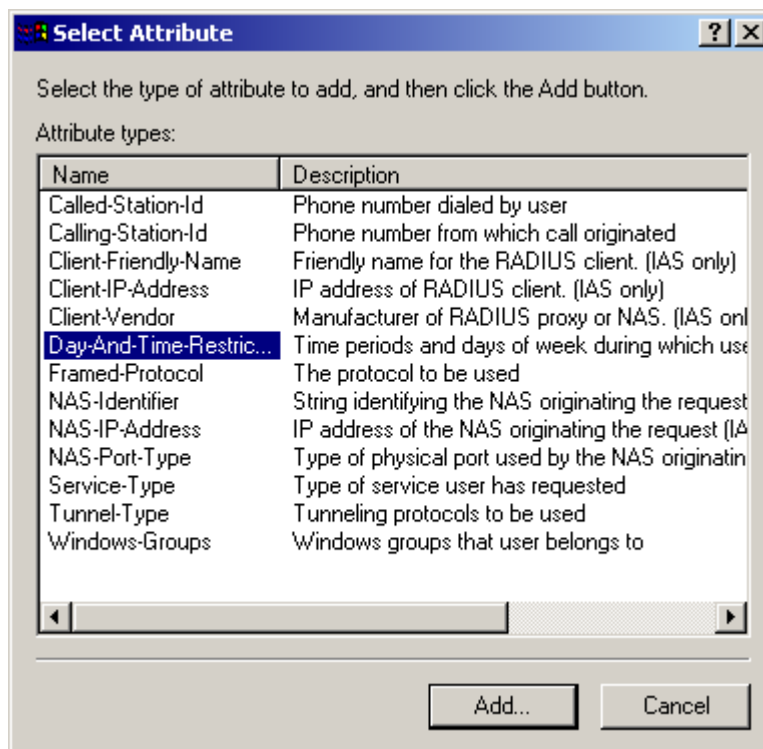 Select Attribute
Select the type of attribute to add, and then click the Add button.
Attribute types:
Name Description
Called-Station-Id Phone number dialed by user
Calling-Station-Id Phone number from which call originated
Client-Friendly-Name Friendly name for the RADIUS client. (IAS only)
Client-IP-Address IP address of RADIUS client. (IAS only)
Client-Vendor Manufacturer of RADIUS proxy or NAS. (IAS onl
Day-And-Time-Restric... Time periods and days of week during which use
Framed-Protocol The protocol to be used
NAS-Identifier String identifying the NAS originating the request
NAS-IP-Address IP address of the NAS originating the request (IA
NAS-Port-Type Type of physical port used by the NAS originatin
Service-Type Type of service user has requested
Tunnel-Type Tunneling protocols to be used
Windows-Groups Windows groups that user belongs to
Add... Cancel